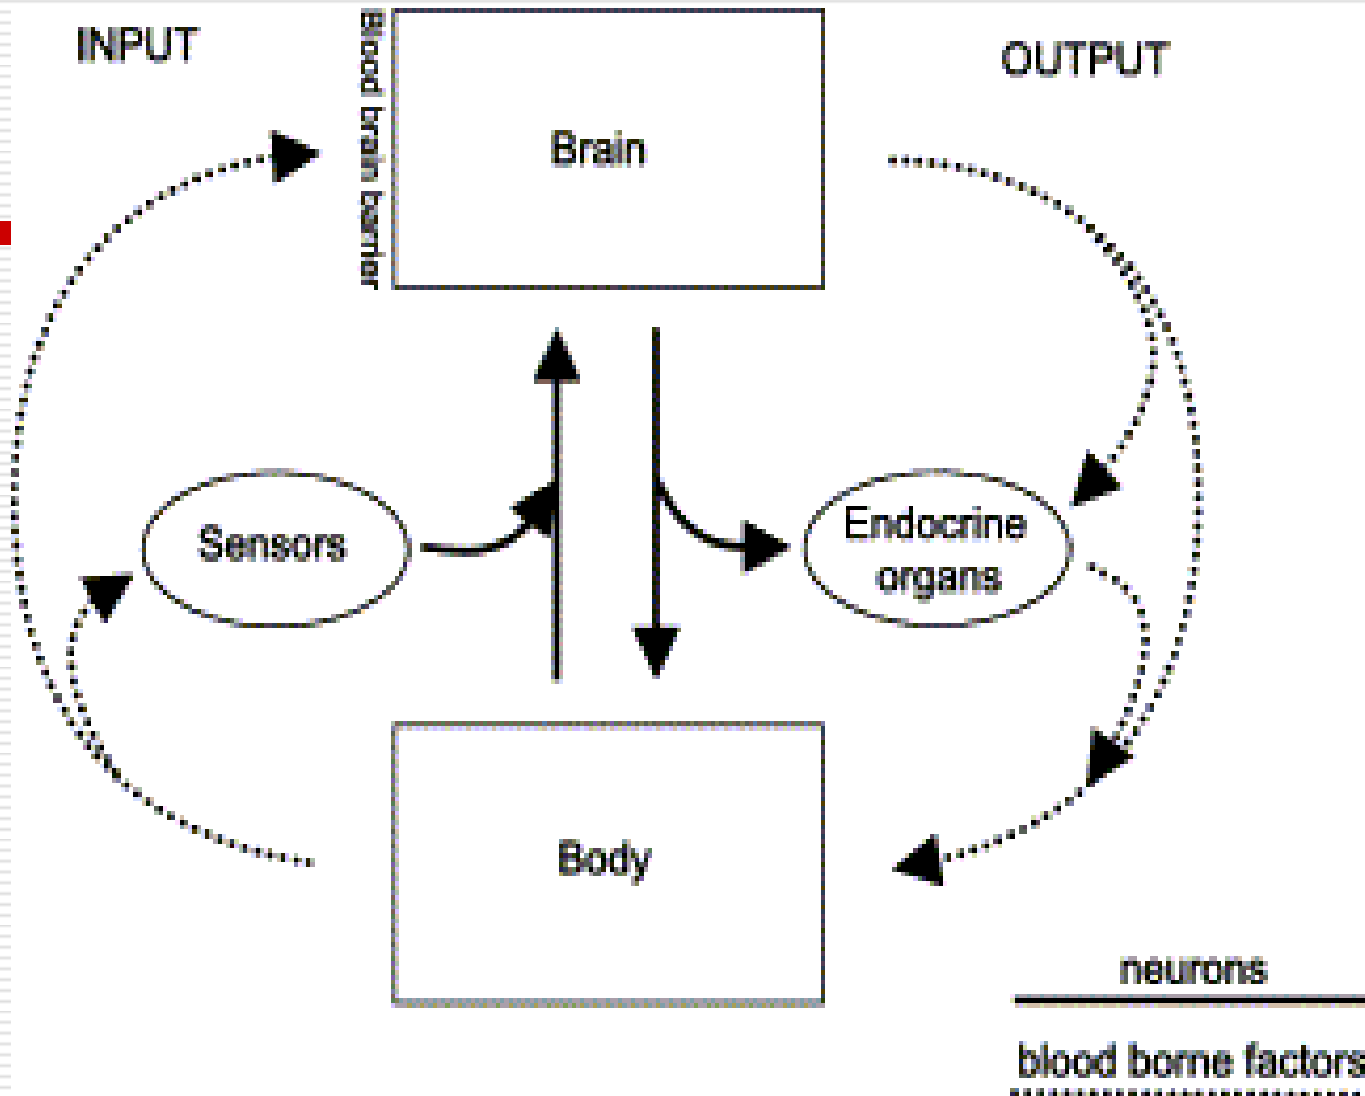 INPUT
OUTPUT
Blood brain barrier
Brain
Sensors
Endocrine
organs
Body
neurons
blood borne factors